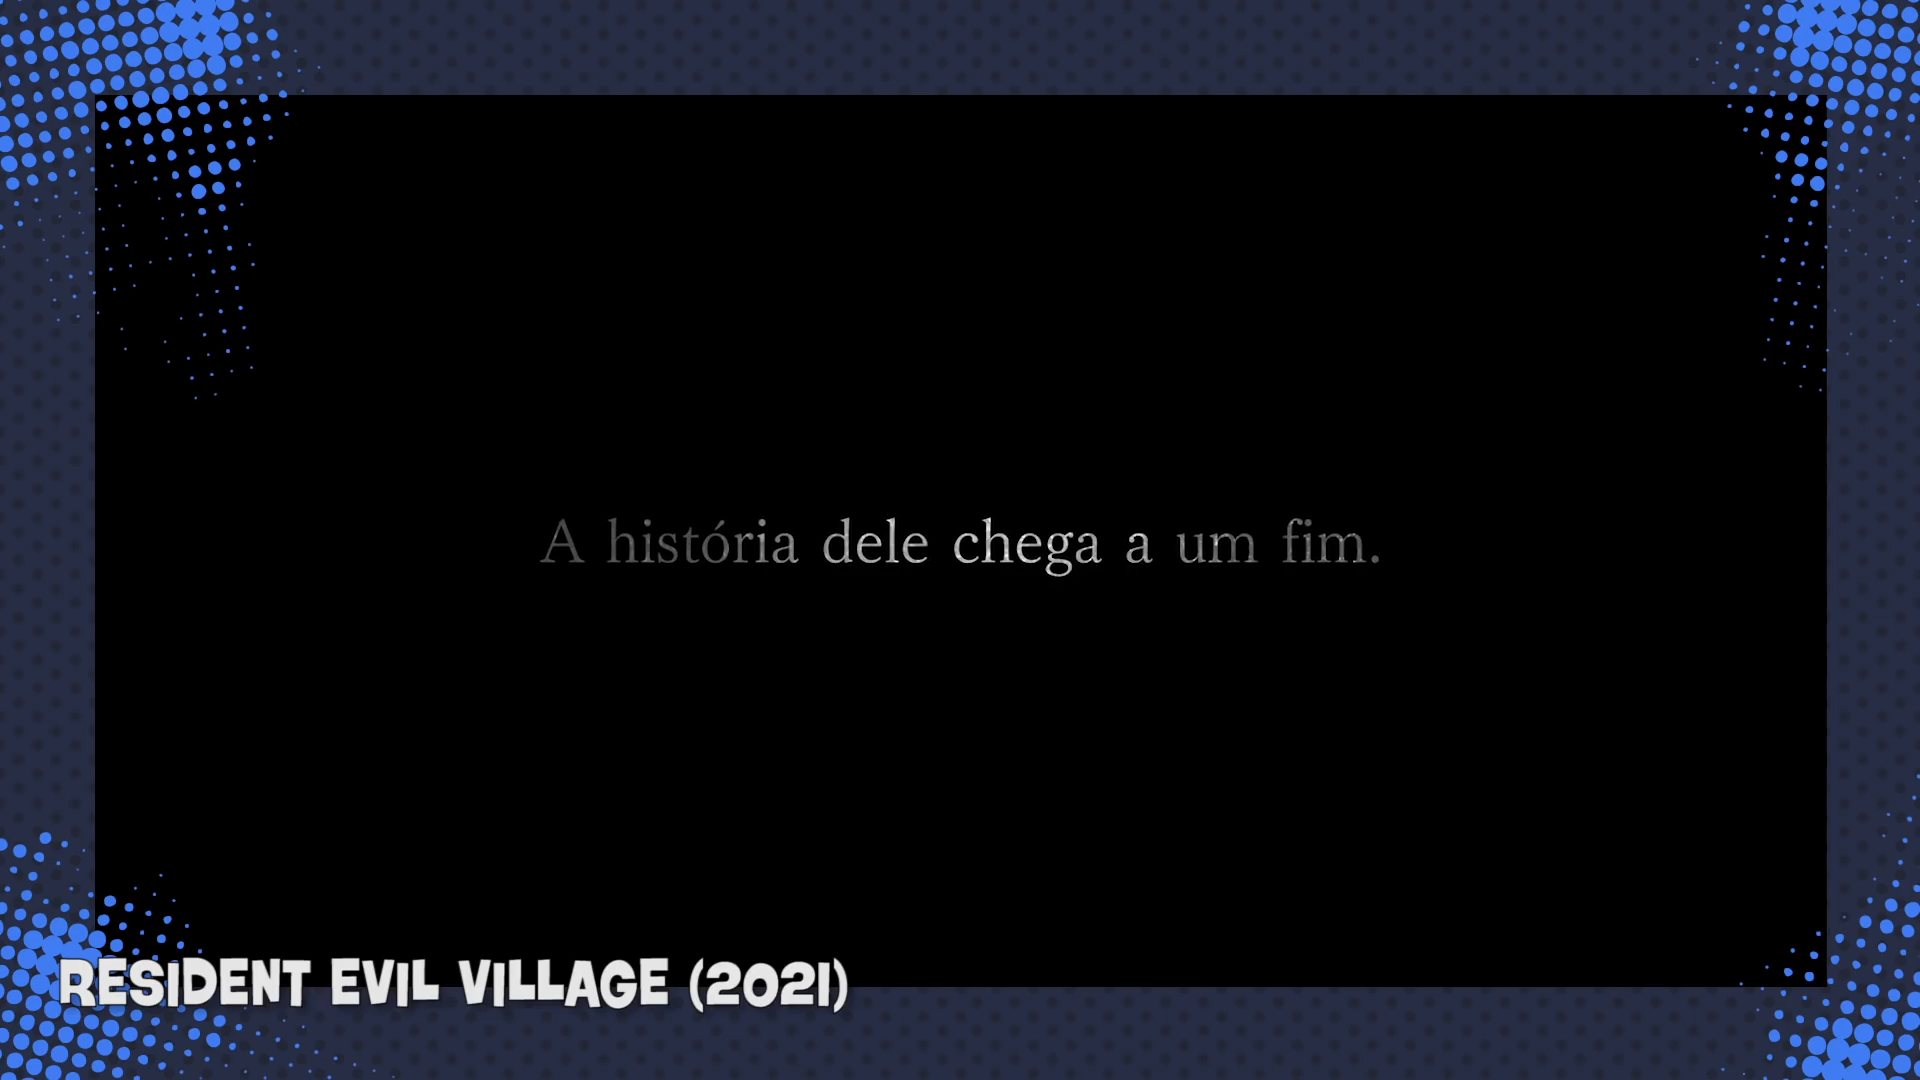 A história dele chega a um fim.
RESIDENT EVIL VILLAGE (2021)